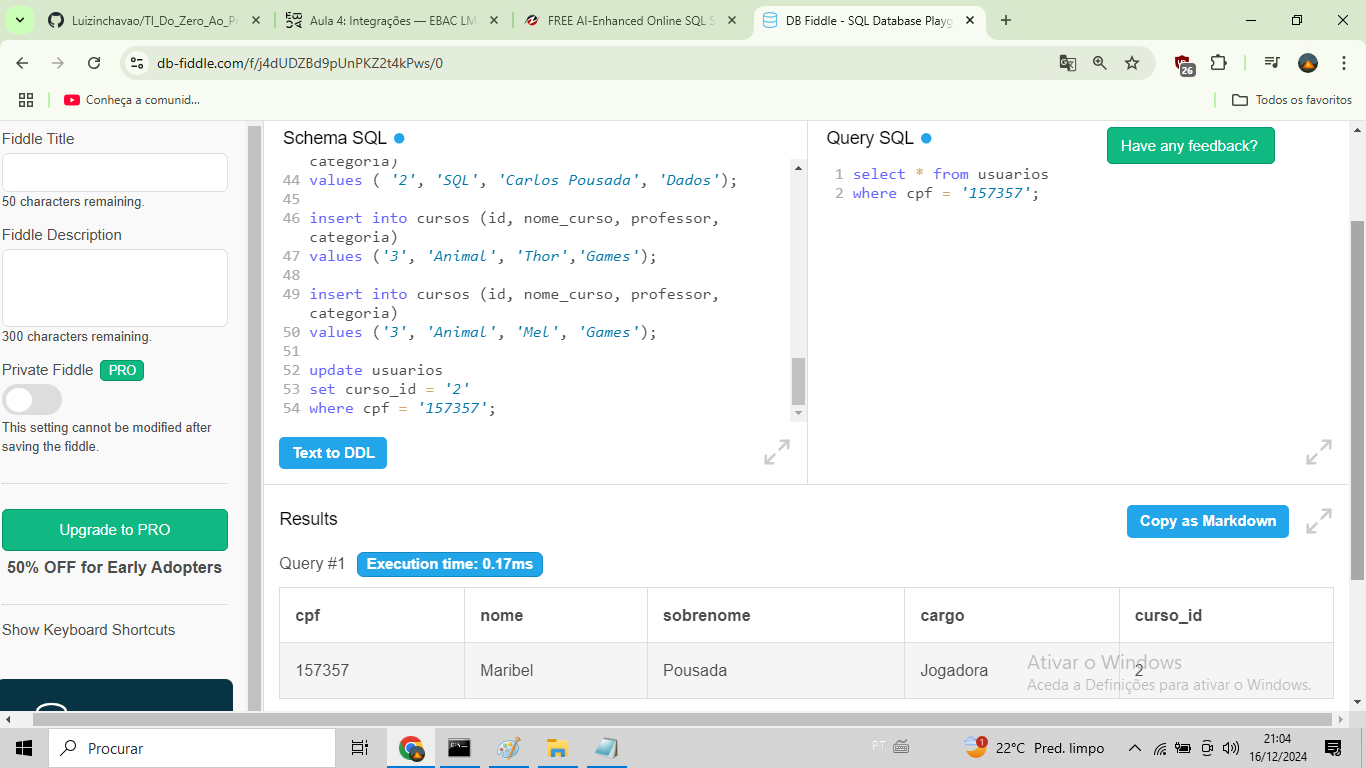 Luizinchavao/TI_Do_Zero_Ao_Pr
Aula 4: Integrações — EBAC LM
FREE AI-Enhanced Online SQL S
DB Fiddle - SQL Database Playg
db-fiddle.com/f/j4dUDZBd9pUnPKZ2t4kPws/0
26
Conheça a comunid...
Todos os favoritos
Fiddle Title
50 characters remaining.
Fiddle Description
300 characters remaining.
Private Fiddle PRO
This setting cannot be modified after
saving the fiddle.
Upgrade to PRO
50% OFF for Early Adopters
Show Keyboard Shortcuts
Schema SQL
categoria)
44 values ( '2', 'SQL', 'Carlos Pousada', 'Dados');
45
46 insert into cursos (id, nome_curso, professor,
categoria)
47 values ('3', 'Animal', 'Thor','Games');
48
49 insert into cursos (id, nome_curso, professor,
categoria)
50 values ('3', 'Animal', 'Mel', 'Games');
51
52 update usuarios
53 set curso_id = '2'
54 where cpf = '157357';
Text to DDL
Query SQL
Have any feedback?
1 select * from usuarios
2 where cpf = '157357';
Results
Copy as Markdown
Query #1 Execution time: 0.17ms
cpf nome sobrenome cargo curso_id
157357 Maribel Pousada Jogadora 2
Ativar o Windows
Aceda a Definições para ativar o Windows.
Procurar
PT
1
22°C Pred. limpo
21:04
16/12/2024